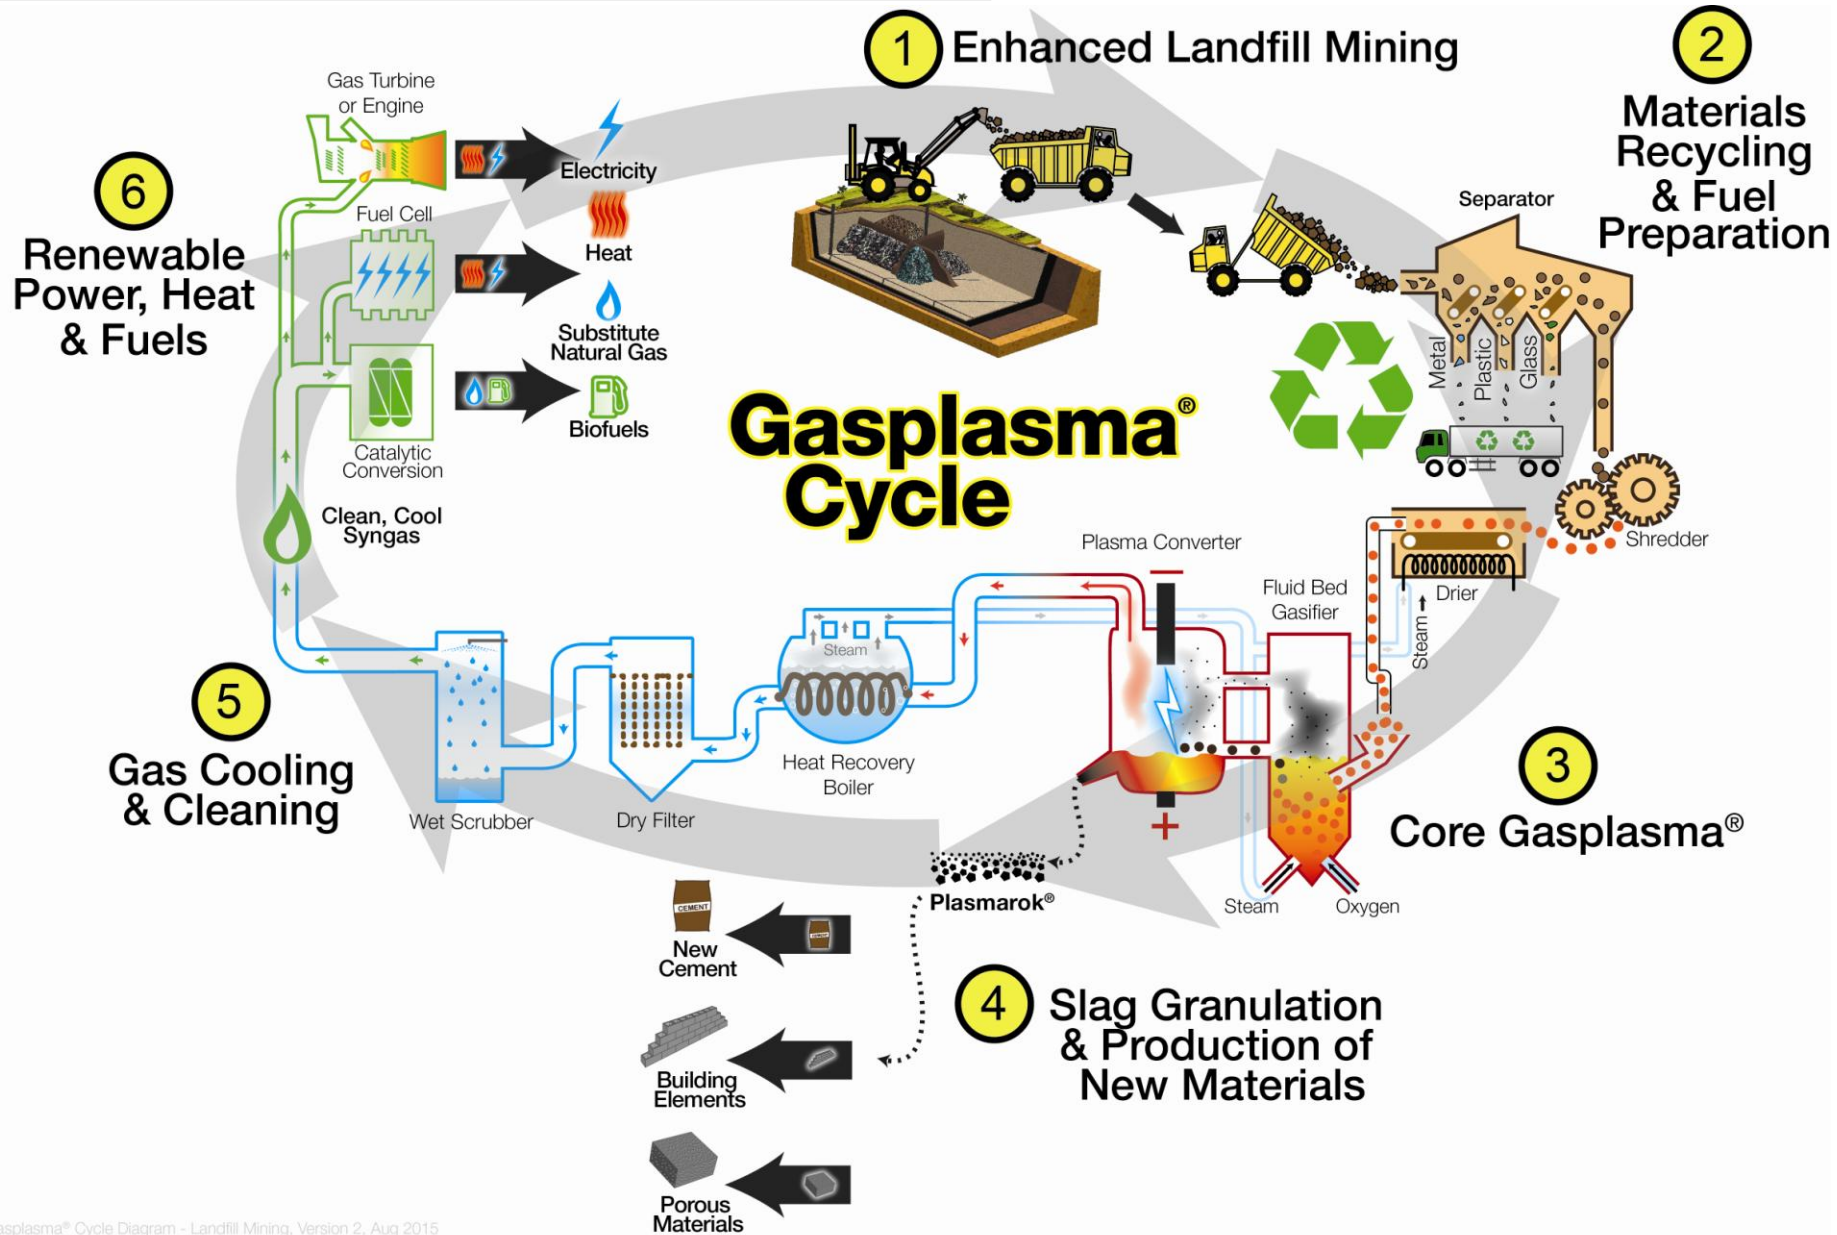 1
Enhanced Landfill Mining
2
Materials
Recycling
& Fuel
Preparation
Separator
Metal
Plastic
Glass
Shredder
Drier
Steam
Fluid Bed
Gasifier
Plasma Converter
3
Core Gasplasma®
Steam
Oxygen
+
Plasmarok®
4
Slag Granulation
& Production of
New Materials
CEMENT
New
Cement
Building
Elements
Porous
Materials
Steam
Heat Recovery
Boiler
Dry Filter
Wet Scrubber
5
Gas Cooling
& Cleaning
Clean, Cool
Syngas
6
Renewable
Power, Heat
& Fuels
Gas Turbine
or Engine
Fuel Cell
Catalytic
Conversion
Electricity
Heat
Substitute
Natural Gas
Biofuels
Gasplasma®
Cycle
asplasma® Cycle Diagram - Landfill Mining, Version 2, Aug 2015